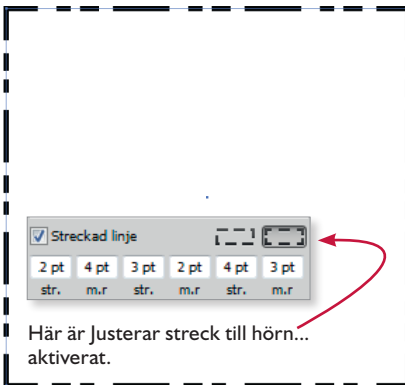 Streckad linje
2 pt 4 pt 3 pt 2 pt 4 pt 3 pt
str. m.r str. m.r str. m.r
Här är Justerar streck till hörn...
aktiverat.